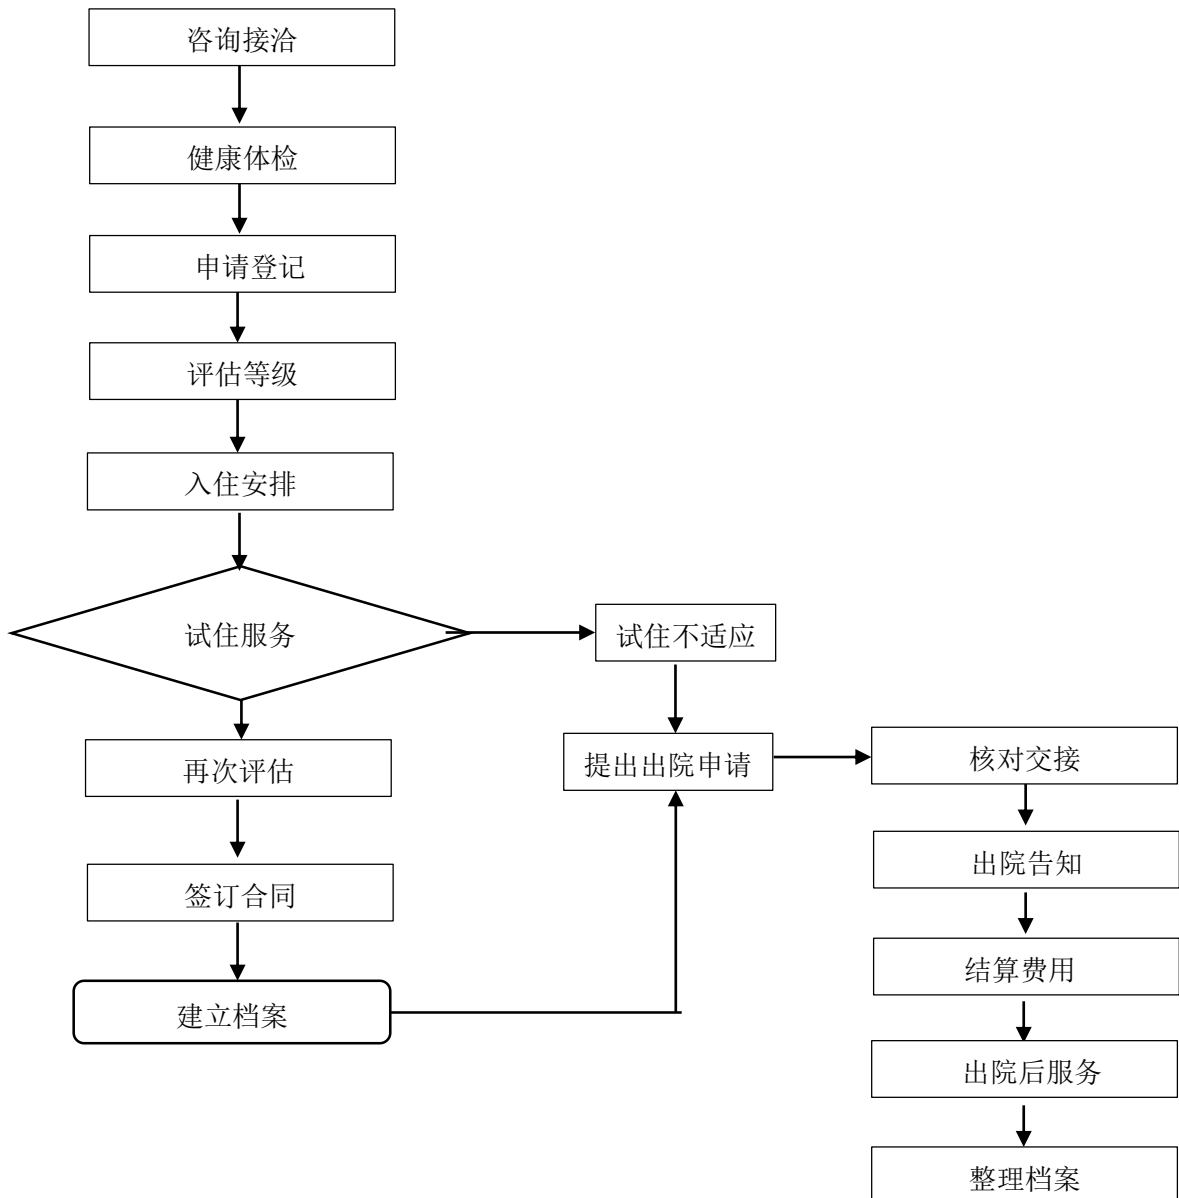 咨询接洽
健康体检
申请登记
评估等级
入住安排
试住服务
试住不适应
再次评估
提出出院申请
核对交接
签订合同
出院告知
建立档案
结算费用
出院后服务
整理档案